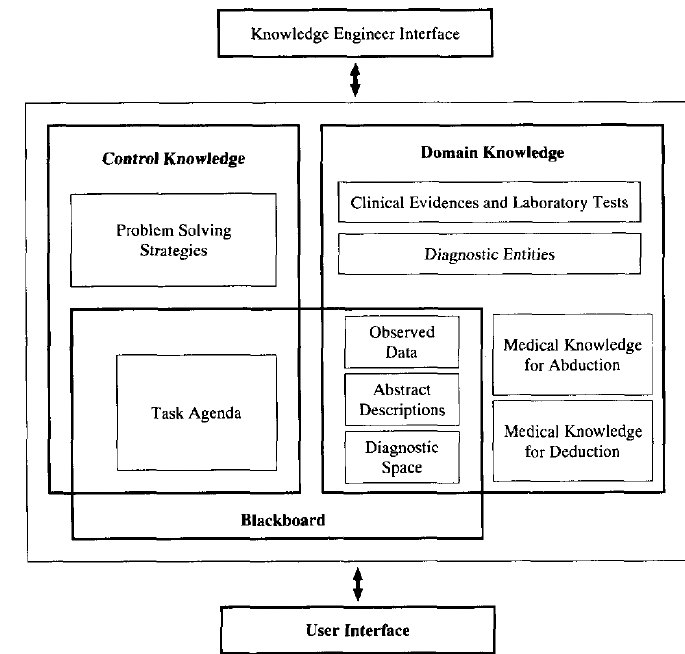 Knowledge Engineer Interface
Control Knowledge
Problem Solving
Strategies
Task Agenda
Domain Knowledge
Clinical Evidences and Laboratory Tests
Diagnostic Entities
Observed
Data
Abstract
Descriptions
Diagnostic
Space
Medical Knowledge
for Abduction
Medical Knowledge
for Deduction
Blackboard
User Interface